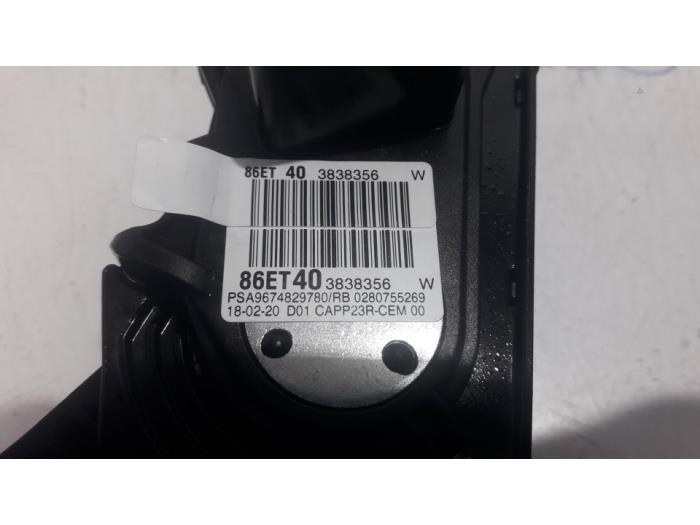 86ET 40 3838356 W
86ET40 3838356 W
PSA9674829780/RB 0280755269
18-02-20 D01 CAPP23R-CEM 00